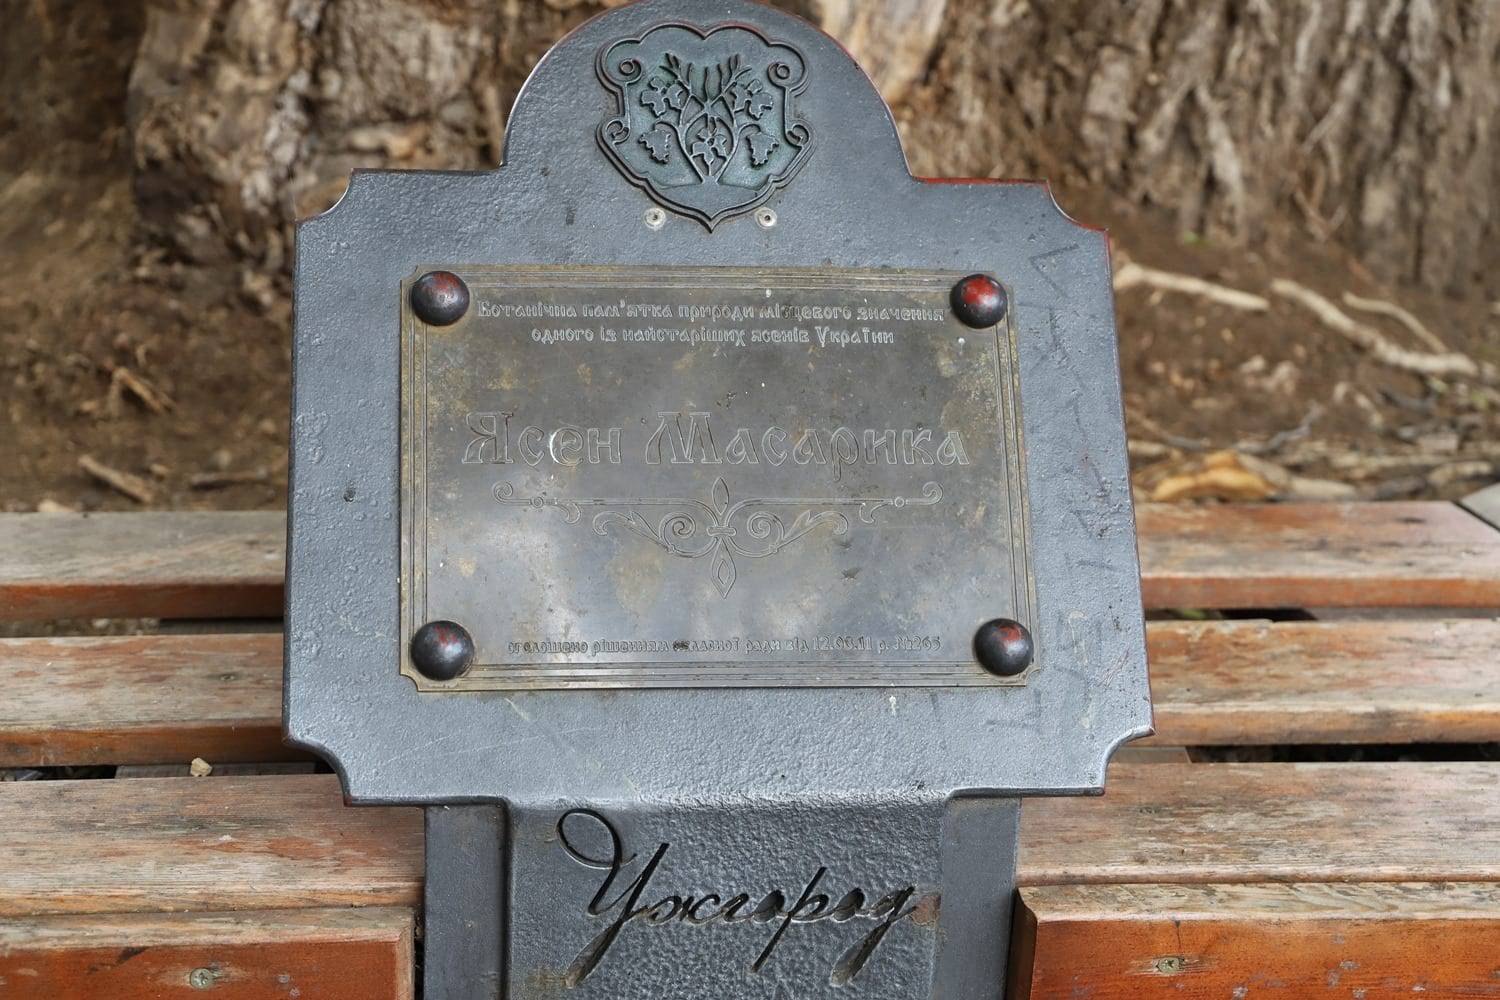 Ботанічна пам'ятка природи місцевого значення
одного із найстаріших ясенів України
Ясен Масарика
оголошено рішенням обласної ради від 12.08.11 р. №265
Ужгород